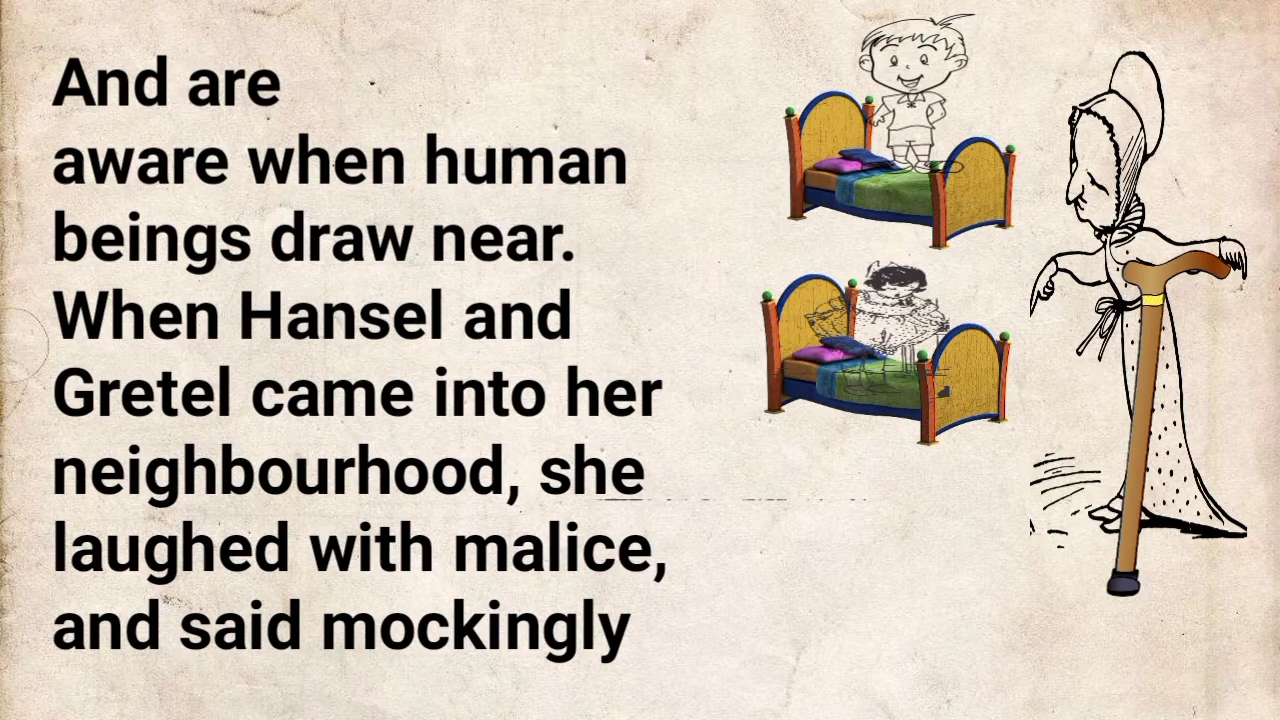 And are
aware when human
beings draw near.
When Hansel and
Gretel came into her
neighbourhood, she
laughed with malice,
and said mockingly